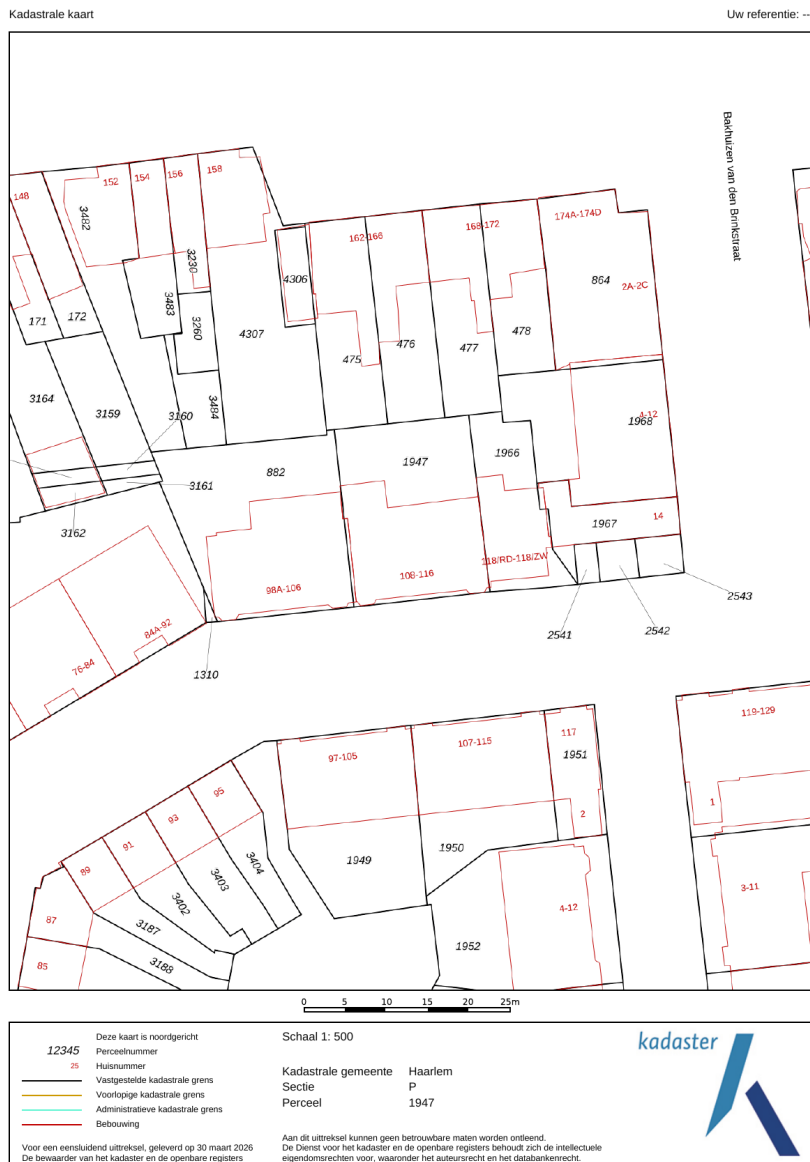 Kadastrale kaart
Uw referentie: --
Bakhuizen van den Brinkstraat
148
152
154
156
158
162-166
168-172
174A-174D
3482
3230
4306
864
2A-2C
3483
3260
171
172
4307
475
476
477
478
3164
3159
3160
3484
4-12
1968
882
1947
1966
3161
3162
1967
14
98A-106
108-116
118/RD-118/ZW
84A-92
76-84
1310
2541
2542
2543
97-105
107-115
117
1951
119-129
95
93
91
89
2
1
1949
1950
3404
3403
3402
3-11
4-12
87
3187
1952
85
3188
0 5 10 15 20 25m
Deze kaart is noordgericht
12345 Perceelnummer
25 Huisnummer
Vastgestelde kadastrale grens
Voorlopige kadastrale grens
Administratieve kadastrale grens
Bebouwing
Voor een eensluidend uittreksel, geleverd op 30 maart 2026
De bewaarder van het kadaster en de openbare registers
Schaal 1: 500
Kadastrale gemeente Haarlem
Sectie P
Perceel 1947
Aan dit uittreksel kunnen geen betrouwbare maten worden ontleend.
De Dienst voor het kadaster en de openbare registers behoudt zich de intellectuele
eigendomsrechten voor, waaronder het auteursrecht en het databankenrecht.
kadaster